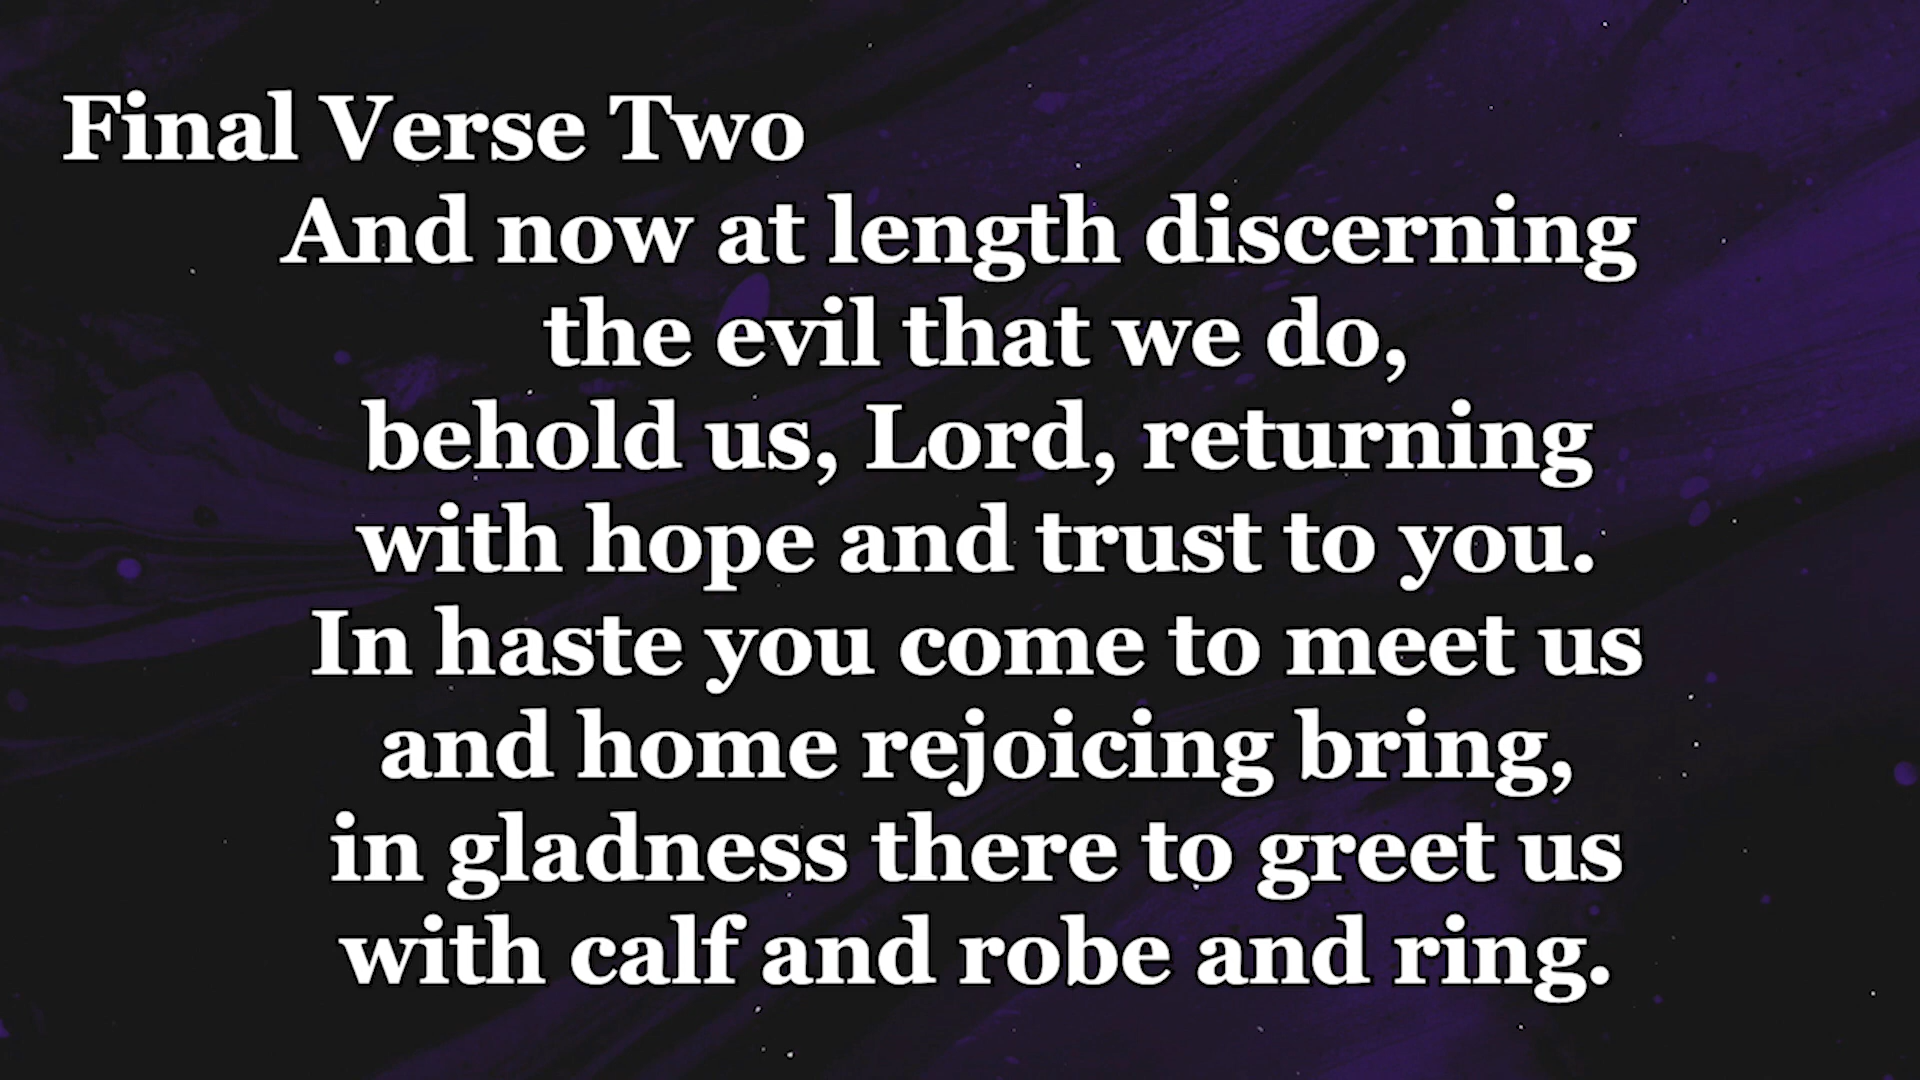 Final Verse Two
And now at length discerning
the evil that we do,
behold us, Lord, returning
with hope and trust to you.
In haste you come to meet us
and home rejoicing bring,
in gladness there to greet us
with calf and robe and ring.